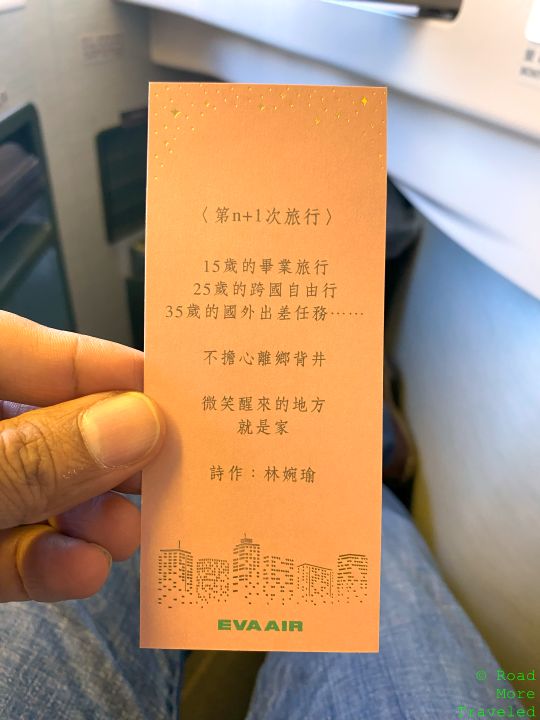 〈第n+1次旅行〉
15歲的畢業旅行
25歲的跨國自由行
35歲的國外出差任務……
不擔心離鄉背井
微笑醒來的地方
就是家
詩作：林婉瑜
EVA AIR
© Road
More
Traveled